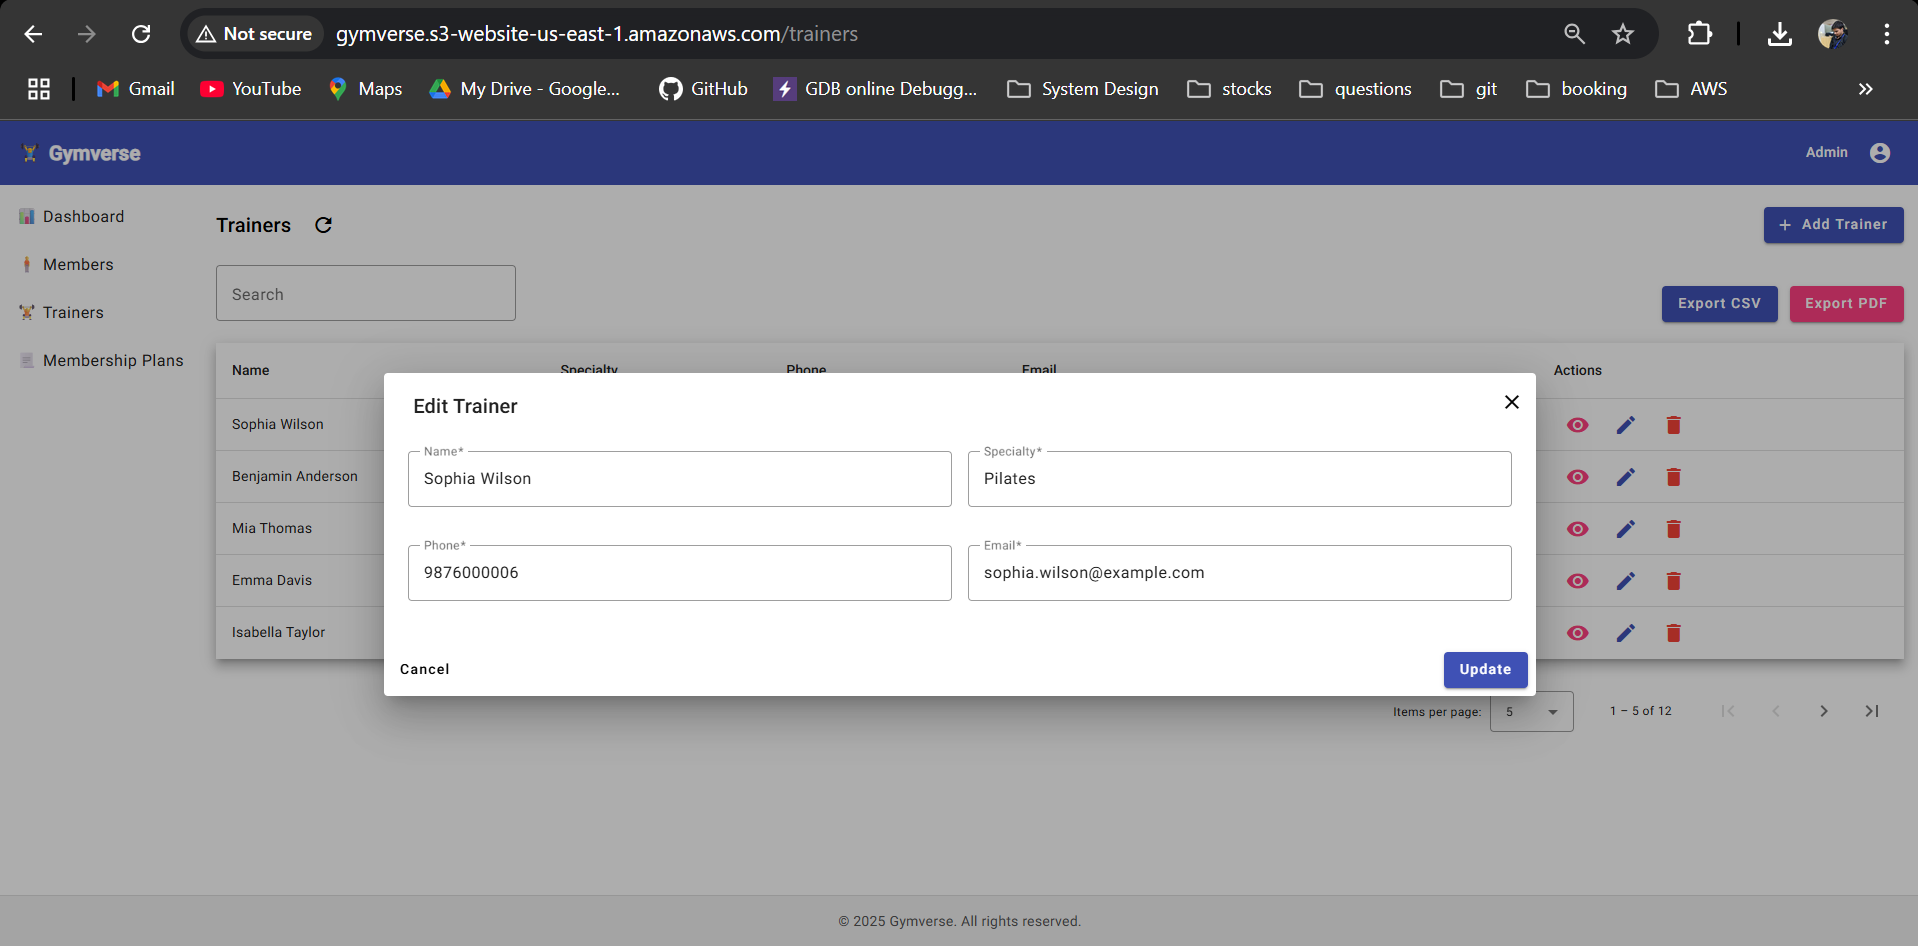 Not secure gymverse.s3-website-us-east-1.amazonaws.com/trainers
Gmail YouTube Maps My Drive - Google... GitHub GDB online Debugg... System Design stocks questions git booking AWS
Gymverse Admin
Dashboard
Members
Trainers
Membership Plans
Trainers + Add Trainer
Search
Export CSV Export PDF
Name Specialty Phone Email Actions
Sophia Wilson
Benjamin Anderson
Mia Thomas
Emma Davis
Isabella Taylor
Edit Trainer
Name* Specialty*
Sophia Wilson Pilates
Phone* Email*
9876000006 sophia.wilson@example.com
Cancel Update
Items per page: 5 1 – 5 of 12
© 2025 Gymverse. All rights reserved.